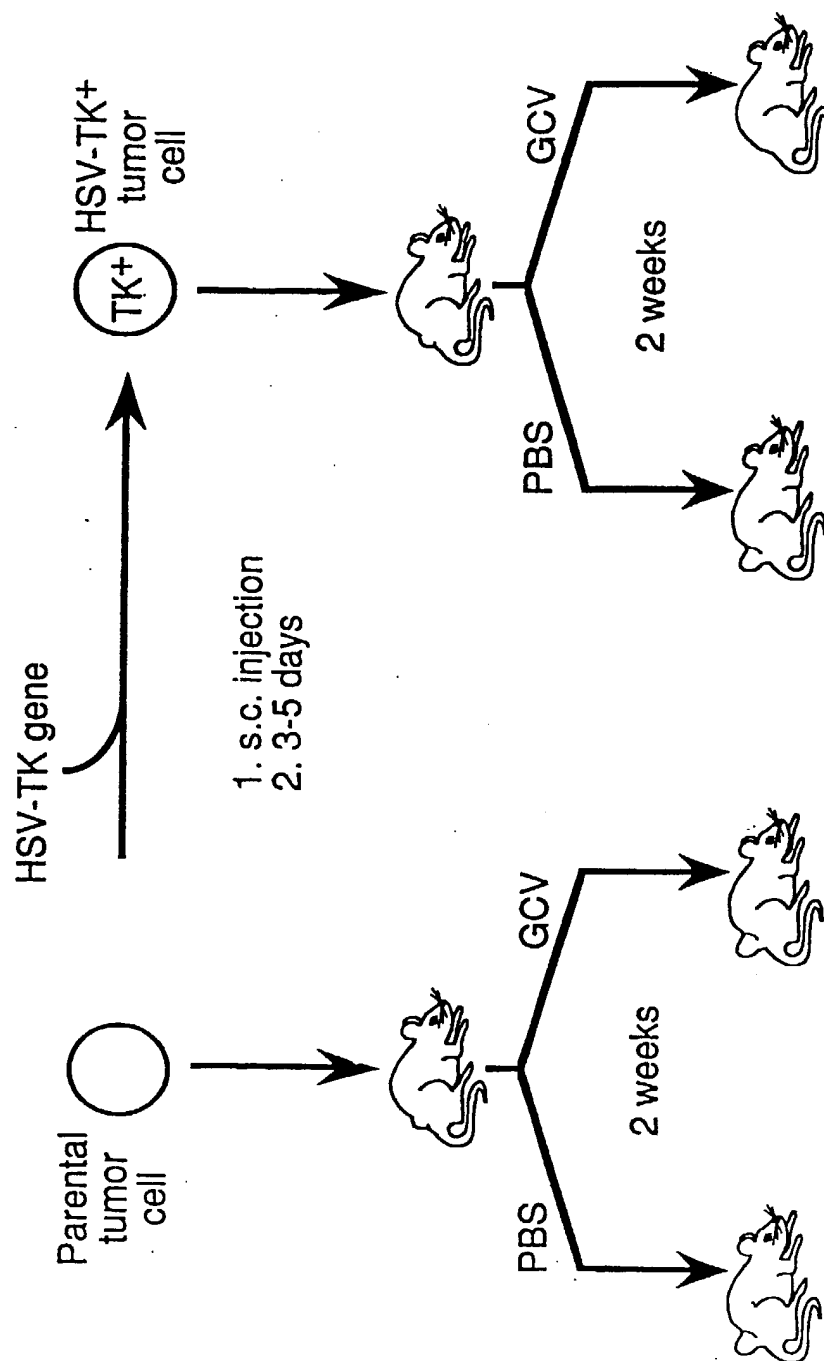 Parental
tumor
cell
HSV-TK gene
TK+
HSV-TK+
tumor
cell
1. s.c. injection
2. 3-5 days
PBS
GCV
2 weeks
PBS
GCV
2 weeks